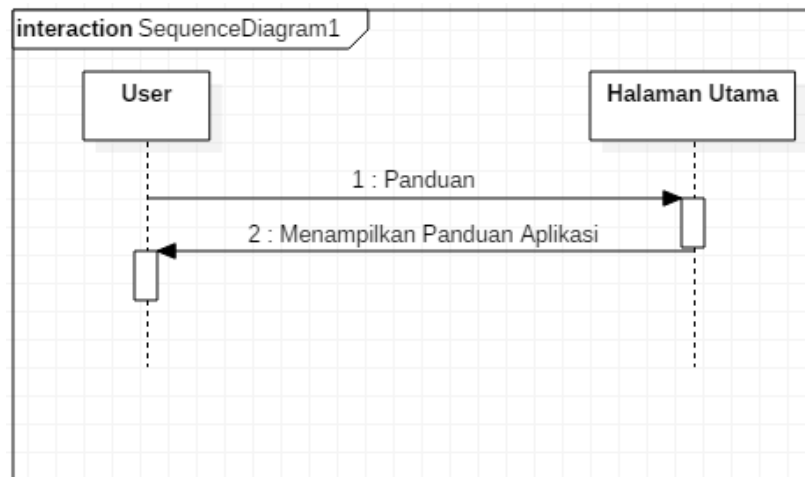 interaction SequenceDiagram1
User
Halaman Utama
1 : Panduan
2 : Menampilkan Panduan Aplikasi